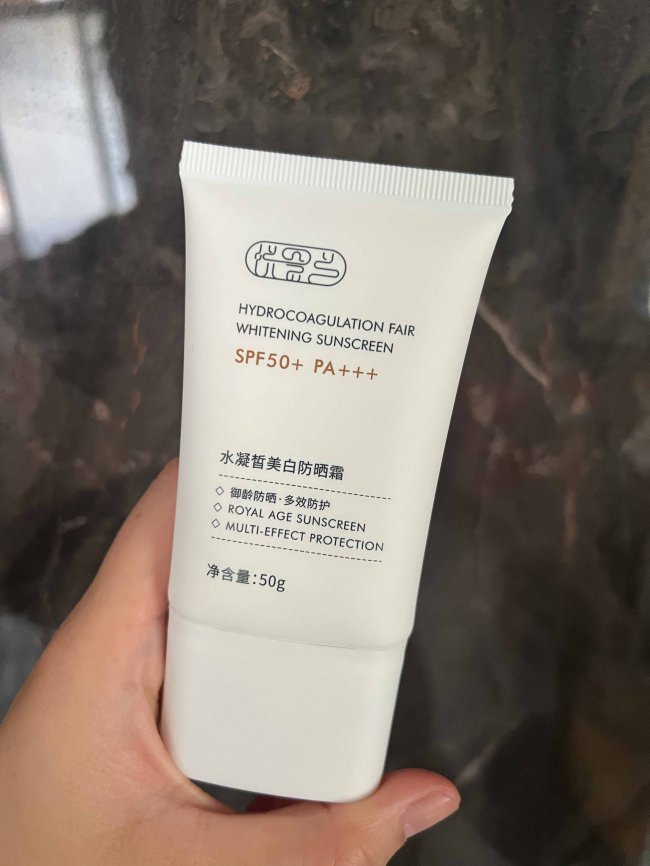 HYDROCOAGULATION FAIR
WHITENING SUNSCREEN
SPF50+ PA+++
水凝皙美白防晒霜
御龄防晒·多效防护
ROYAL AGE SUNSCREEN
MULTI-EFFECT PROTECTION
净含量:50g